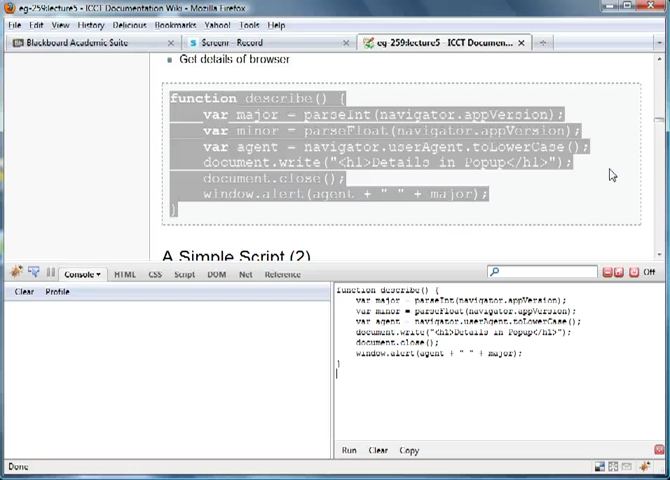 eg-259:lecture5 - ICCT Documentation Wiki - Mozilla Firefox
File Edit View History Delicious Bookmarks Yahoo! Tools Help
Blackboard Academic Suite
Screenr - Record
eg-259:lecture5 - ICCT Documen...
Get details of browser
function describe() {
var major = parseInt(navigator.appVersion);
var minor = parseFloat(navigator.appVersion);
var agent = navigator.userAgent.toLowerCase();
document.write("<h1>Details in Popup</h1>");
document.close();
window.alert(agent + " " + major);
}
A Simple Script (2)
Console HTML CSS Script DOM Net Reference Off
Clear Profile
function describe() {
var major = parseInt(navigator.appVersion);
var minor = parseFloat(navigator.appVersion);
var agent = navigator.userAgent.toLowerCase();
document.write("<h1>Details in Popup</h1>");
document.close();
window.alert(agent + " " + major);
}
Run Clear Copy
Done